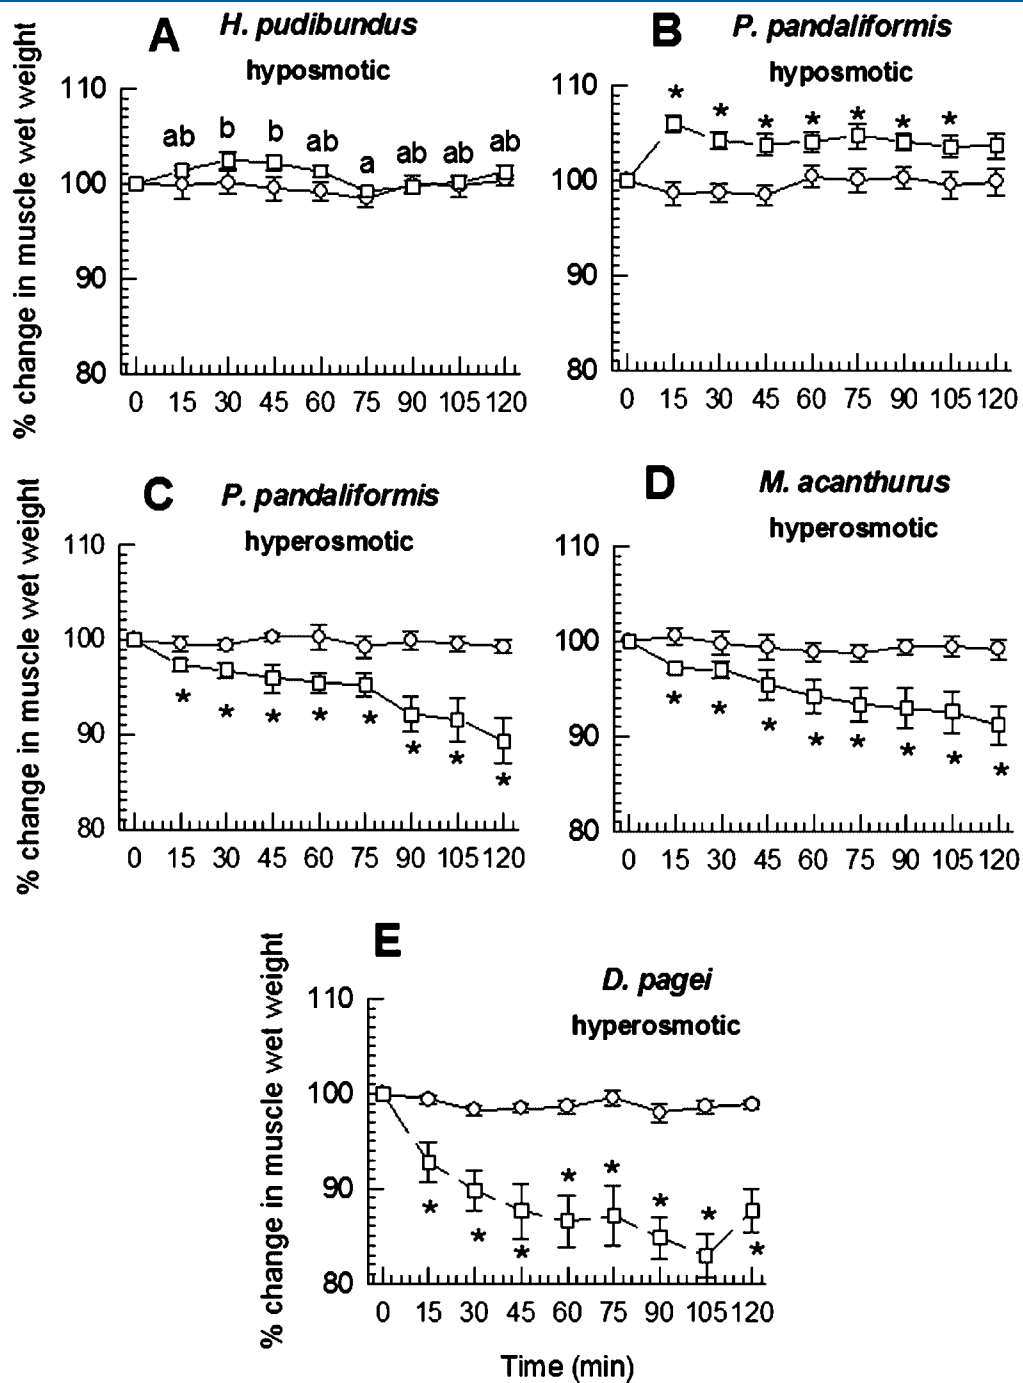 A H. pudibundus
hyposmotic
% change in muscle wet weight
110
100
90
80
ab b b ab a ab ab ab
0 15 30 45 60 75 90 105 120
B P. pandaliformis
hyposmotic
110
100
90
80
* * * * * * *
0 15 30 45 60 75 90 105 120
C P. pandaliformis
hyperosmotic
% change in muscle wet weight
110
100
90
80
* * * * * * * *
0 15 30 45 60 75 90 105 120
D M. acanthurus
hyperosmotic
110
100
90
80
* * * * * * * *
0 15 30 45 60 75 90 105 120
E
D. pagei
hyperosmotic
% change in muscle wet weight
110
100
90
80
* * * * * * * *
0 15 30 45 60 75 90 105 120
Time (min)